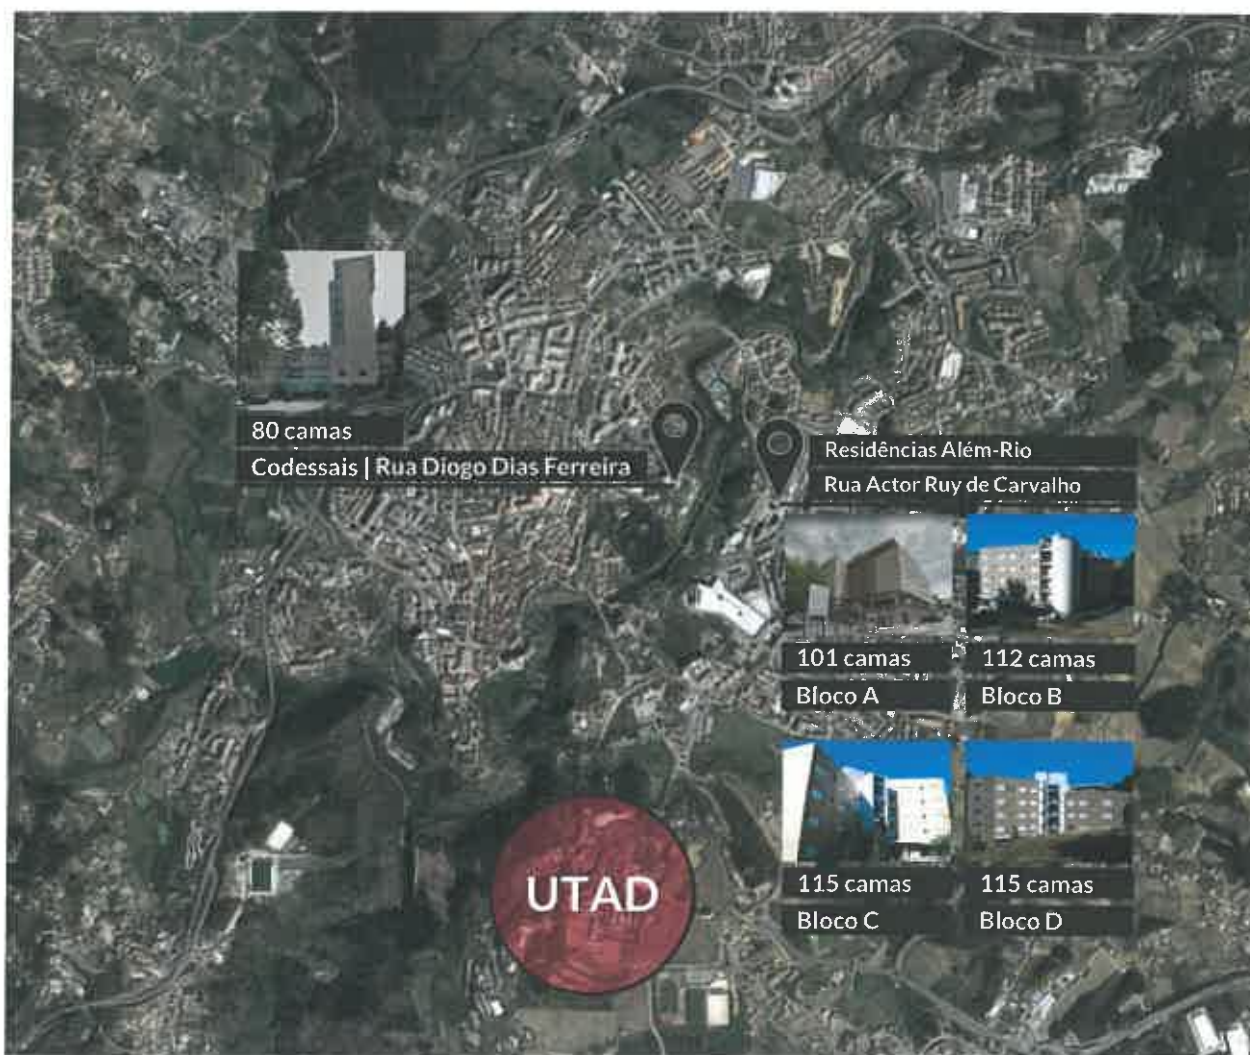 80 camas
Codessais | Rua Diogo Dias Ferreira
Residências Além-Rio
Rua Actor Ruy de Carvalho
101 camas
Bloco A
112 camas
Bloco B
115 camas
Bloco C
115 camas
Bloco D
UTAD